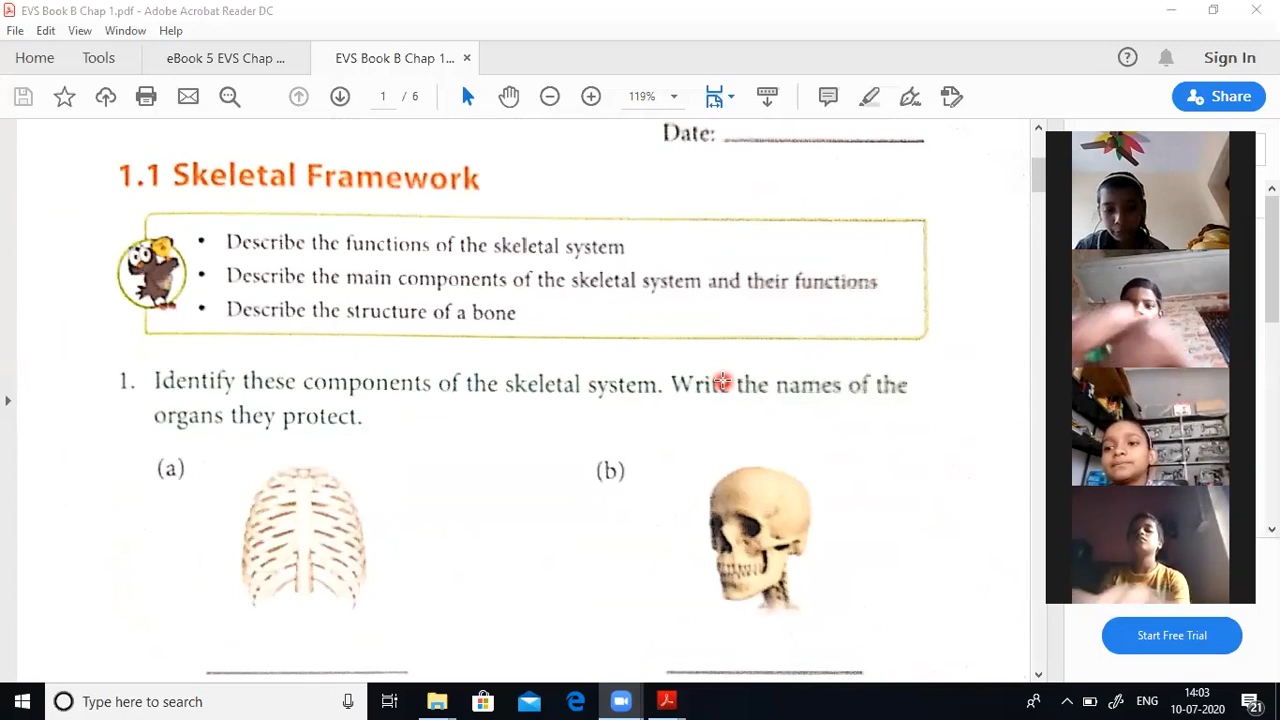 EVS Book B Chap 1.pdf - Adobe Acrobat Reader DC
File Edit View Window Help
Home Tools eBook 5 EVS Chap ... EVS Book B Chap 1... × Sign In
1 / 6 119% Share
Date:
1.1 Skeletal Framework
• Describe the functions of the skeletal system
• Describe the main components of the skeletal system and their functions
• Describe the structure of a bone
1. Identify these components of the skeletal system. Write the names of the
organs they protect.
(a) (b)
Start Free Trial
Type here to search
ENG
14:03
10-07-2020
21